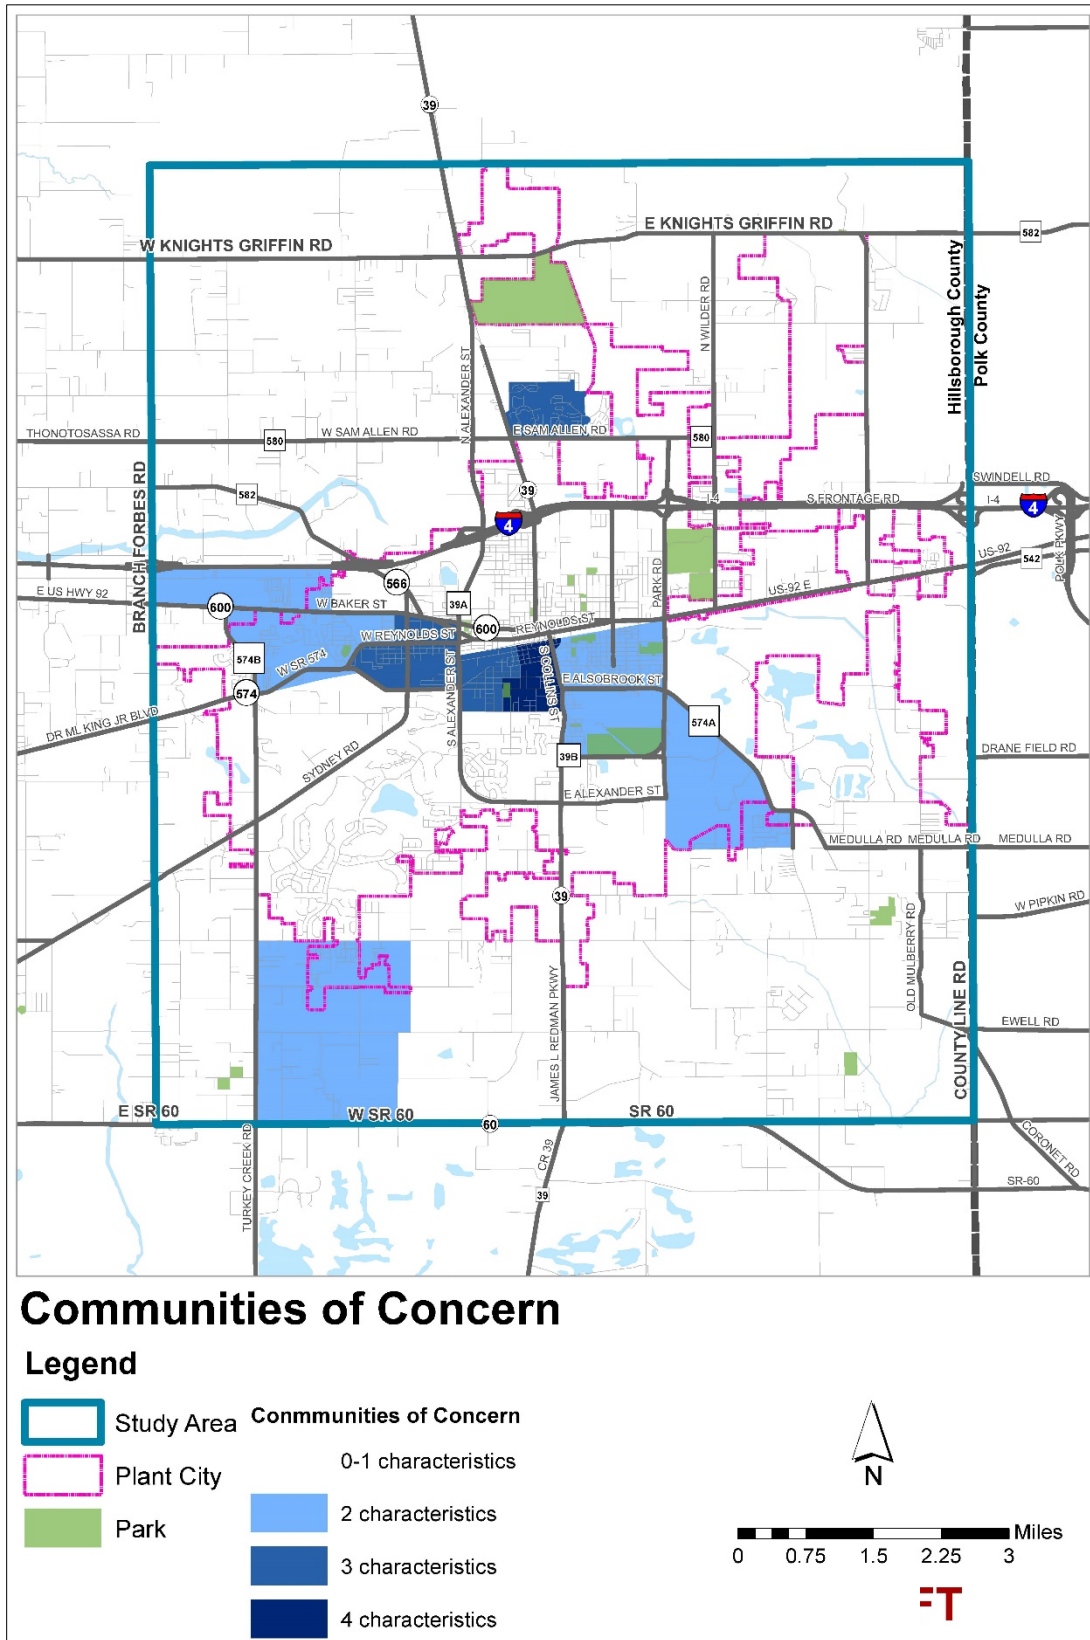 39
W KNIGHTS GRIFFIN RD
E KNIGHTS GRIFFIN RD
582
Hillsborough County
Polk County
N WILDER RD
N ALEXANDER ST
THONOTOSASSA RD
580
W SAM ALLEN RD
E SAM ALLEN RD
580
BRANCH FORBES RD
582
39
SWINDELL RD
I-4
S FRONTAGE RD
I-4
4
4
POLK PKWY
US-92
542
E US HWY 92
566
600
W BAKER ST
39A
PARK RD
US-92 E
W REYNOLDS ST
600
REYNOLDS ST
574B
W SR 574
574
S ALEXANDER ST
S COLLINS ST
E ALSOBROOK ST
574A
DR ML KING JR BLVD
SYDNEY RD
39B
DRANE FIELD RD
E ALEXANDER ST
MEDULLA RD
MEDULLA RD
MEDULLA RD
39
W PIPKIN RD
OLD MULBERRY RD
COUNTY LINE RD
JAMES L REDMAN PKWY
EWELL RD
E SR 60
W SR 60
60
SR 60
TURKEY CREEK RD
CR 39
39
CORONET RD
SR-60
Communities of Concern
Legend
Study Area
Plant City
Park
Conmmunities of Concern
0-1 characteristics
2 characteristics
3 characteristics
4 characteristics
N
Miles
0 0.75 1.5 2.25 3